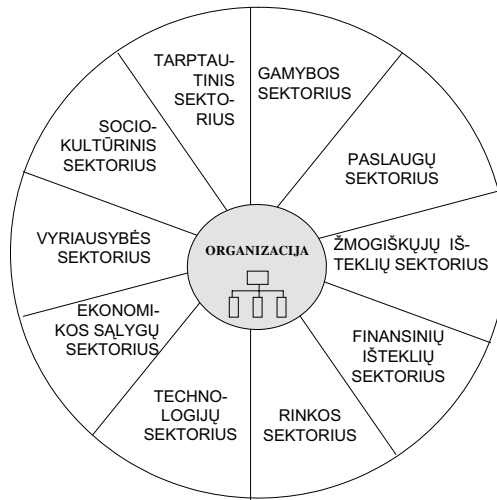 TARPTAU-
TINIS
SEKTO-
RIUS
GAMYBOS
SEKTORIUS
PASLAUGŲ
SEKTORIUS
ŽMOGIŠKŲJŲ IŠ-
TEKLIŲ SEKTORIUS
FINANSINIŲ
IŠTEKLIŲ
SEKTORIUS
RINKOS
SEKTORIUS
TECHNO-
LOGIJŲ
SEKTORIUS
EKONOMI-
KOS SĄLYGŲ
SEKTORIUS
VYRIAUSYBĖS
SEKTORIUS
SOCIO-
KULTŪRINIS
SEKTORIUS
ORGANIZACIJA